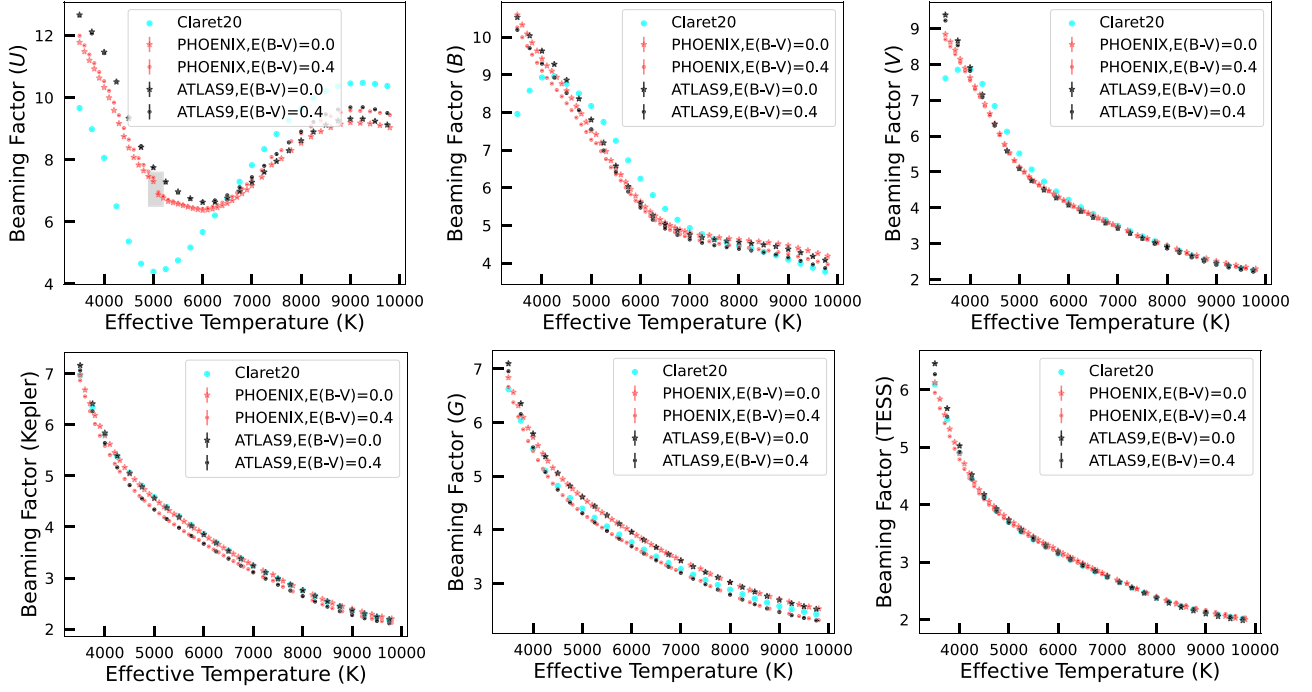 Beaming Factor (U)
12
10
8
6
4
Claret20
PHOENIX,E(B-V)=0.0
PHOENIX,E(B-V)=0.4
ATLAS9,E(B-V)=0.0
ATLAS9,E(B-V)=0.4
4000 5000 6000 7000 8000 9000 10000
Effective Temperature (K)
Beaming Factor (B)
10
9
8
7
6
5
4
Claret20
PHOENIX,E(B-V)=0.0
PHOENIX,E(B-V)=0.4
ATLAS9,E(B-V)=0.0
ATLAS9,E(B-V)=0.4
4000 5000 6000 7000 8000 9000 10000
Effective Temperature (K)
Beaming Factor (V)
9
8
7
6
5
4
3
2
Claret20
PHOENIX,E(B-V)=0.0
PHOENIX,E(B-V)=0.4
ATLAS9,E(B-V)=0.0
ATLAS9,E(B-V)=0.4
4000 5000 6000 7000 8000 9000 10000
Effective Temperature (K)
Beaming Factor (Kepler)
7
6
5
4
3
2
Claret20
PHOENIX,E(B-V)=0.0
PHOENIX,E(B-V)=0.4
ATLAS9,E(B-V)=0.0
ATLAS9,E(B-V)=0.4
4000 5000 6000 7000 8000 9000 10000
Effective Temperature (K)
Beaming Factor (G)
7
6
5
4
3
Claret20
PHOENIX,E(B-V)=0.0
PHOENIX,E(B-V)=0.4
ATLAS9,E(B-V)=0.0
ATLAS9,E(B-V)=0.4
4000 5000 6000 7000 8000 9000 10000
Effective Temperature (K)
Beaming Factor (TESS)
6
5
4
3
2
Claret20
PHOENIX,E(B-V)=0.0
PHOENIX,E(B-V)=0.4
ATLAS9,E(B-V)=0.0
ATLAS9,E(B-V)=0.4
4000 5000 6000 7000 8000 9000 10000
Effective Temperature (K)